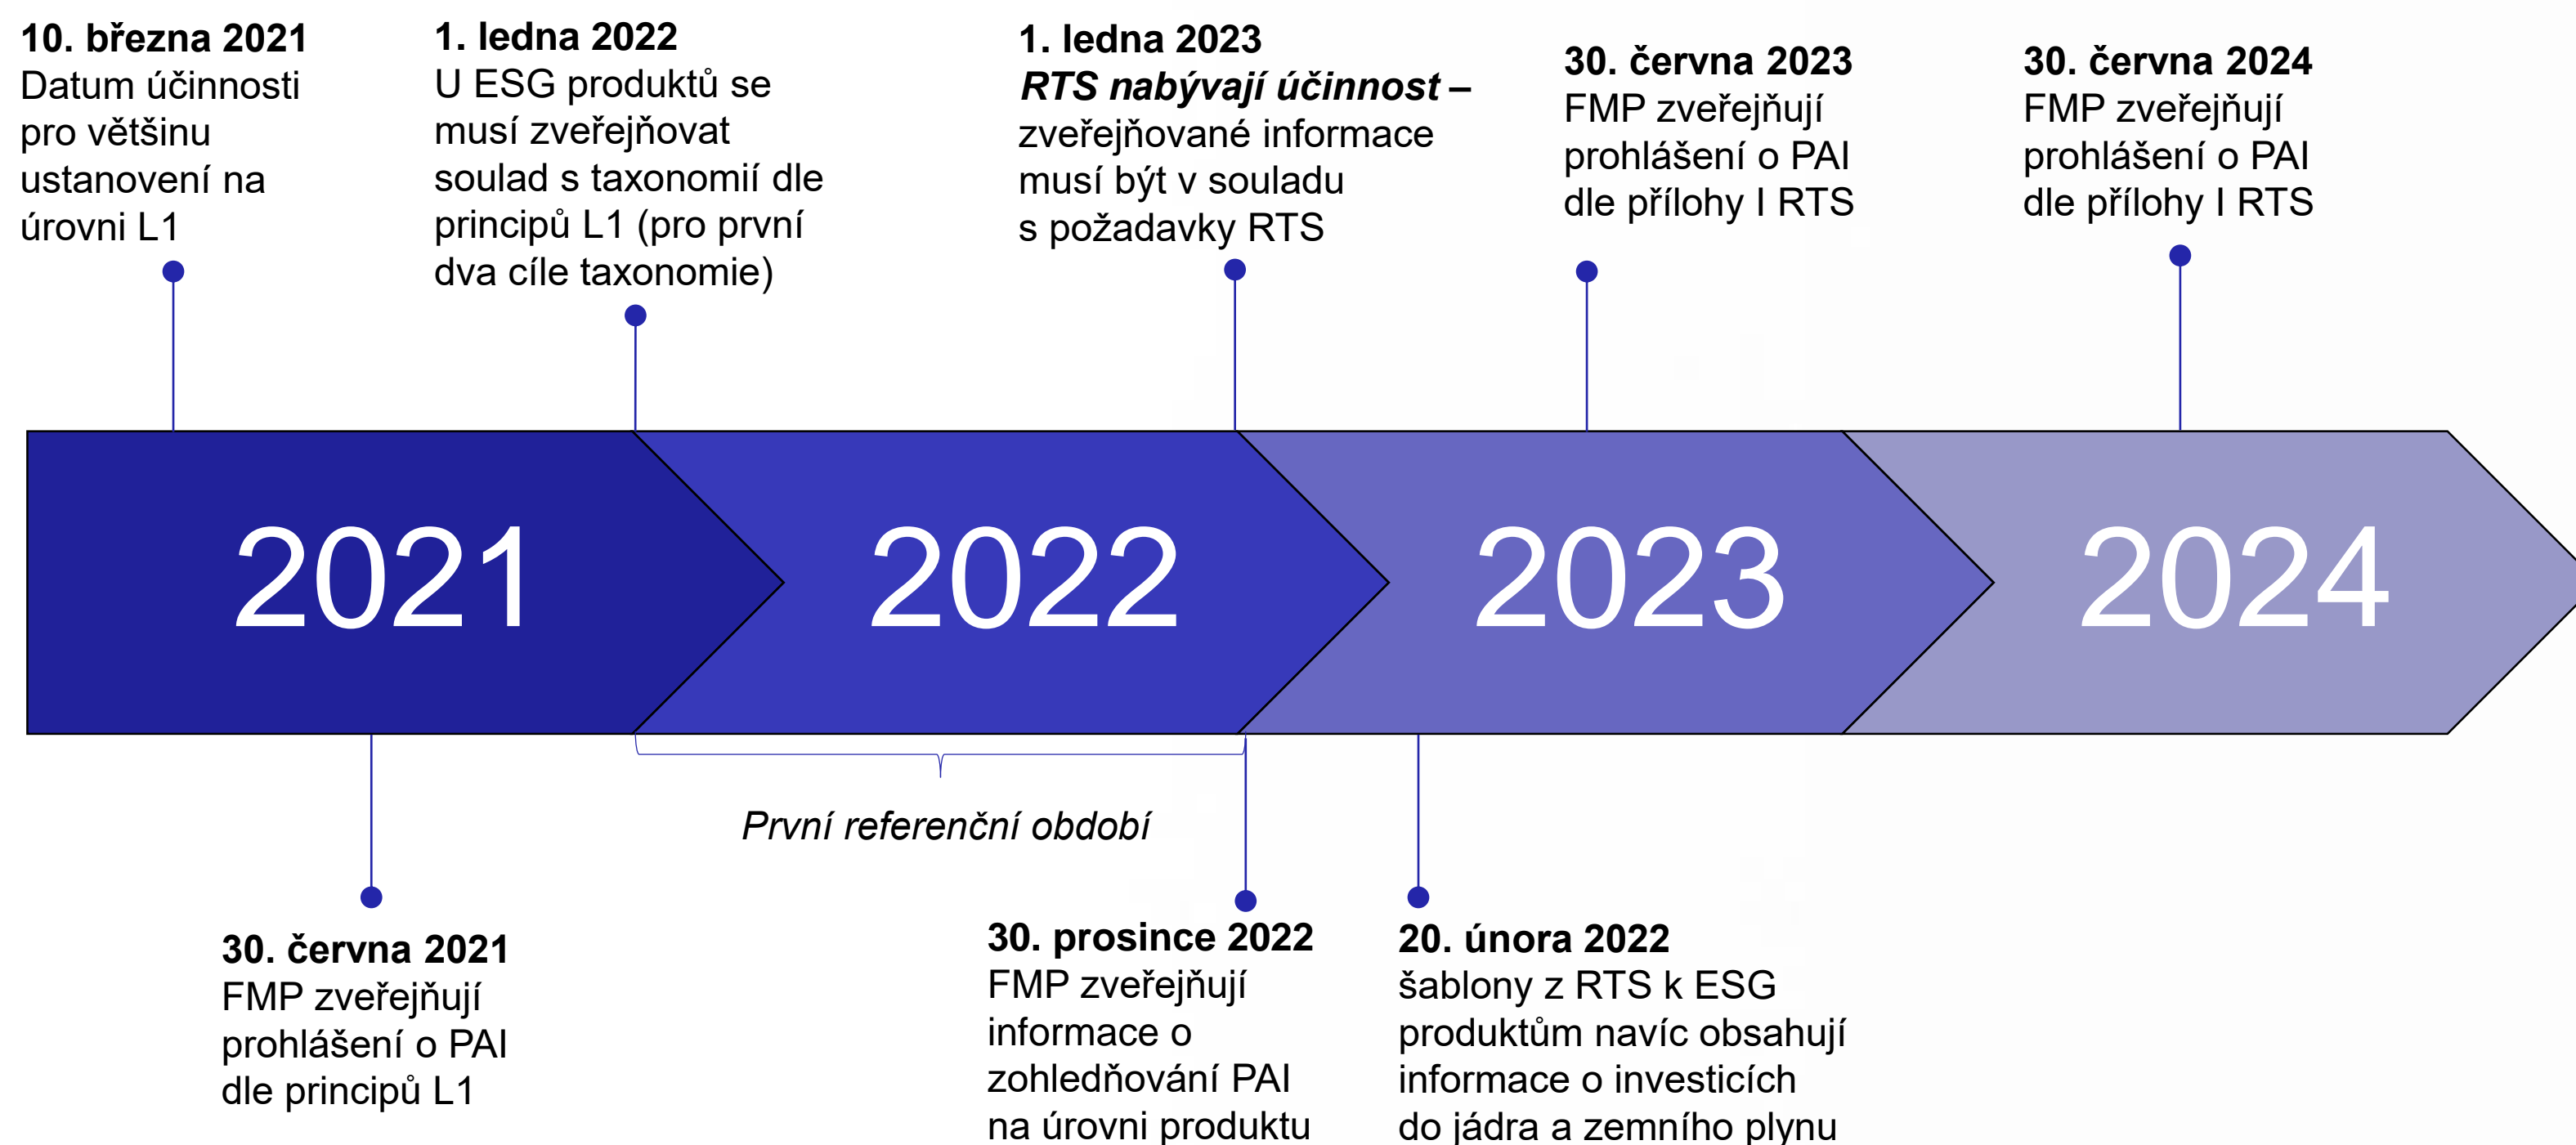 10. března 2021
Datum účinnosti
pro většinu
ustanovení na
úrovni L1
1. ledna 2022
U ESG produktů se
musí zveřejňovat
soulad s taxonomií dle
principů L1 (pro první
dva cíle taxonomie)
1. ledna 2023
RTS nabývají účinnost –
zveřejňované informace
musí být v souladu
s požadavky RTS
30. června 2023
FMP zveřejňují
prohlášení o PAI
dle přílohy I RTS
30. června 2024
FMP zveřejňují
prohlášení o PAI
dle přílohy I RTS
2021
2022
2023
2024
První referenční období
30. června 2021
FMP zveřejňují
prohlášení o PAI
dle principů L1
30. prosince 2022
FMP zveřejňují
informace o
zohledňování PAI
na úrovni produktu
20. února 2022
šablony z RTS k ESG
produktům navíc obsahují
informace o investicích
do jádra a zemního plynu